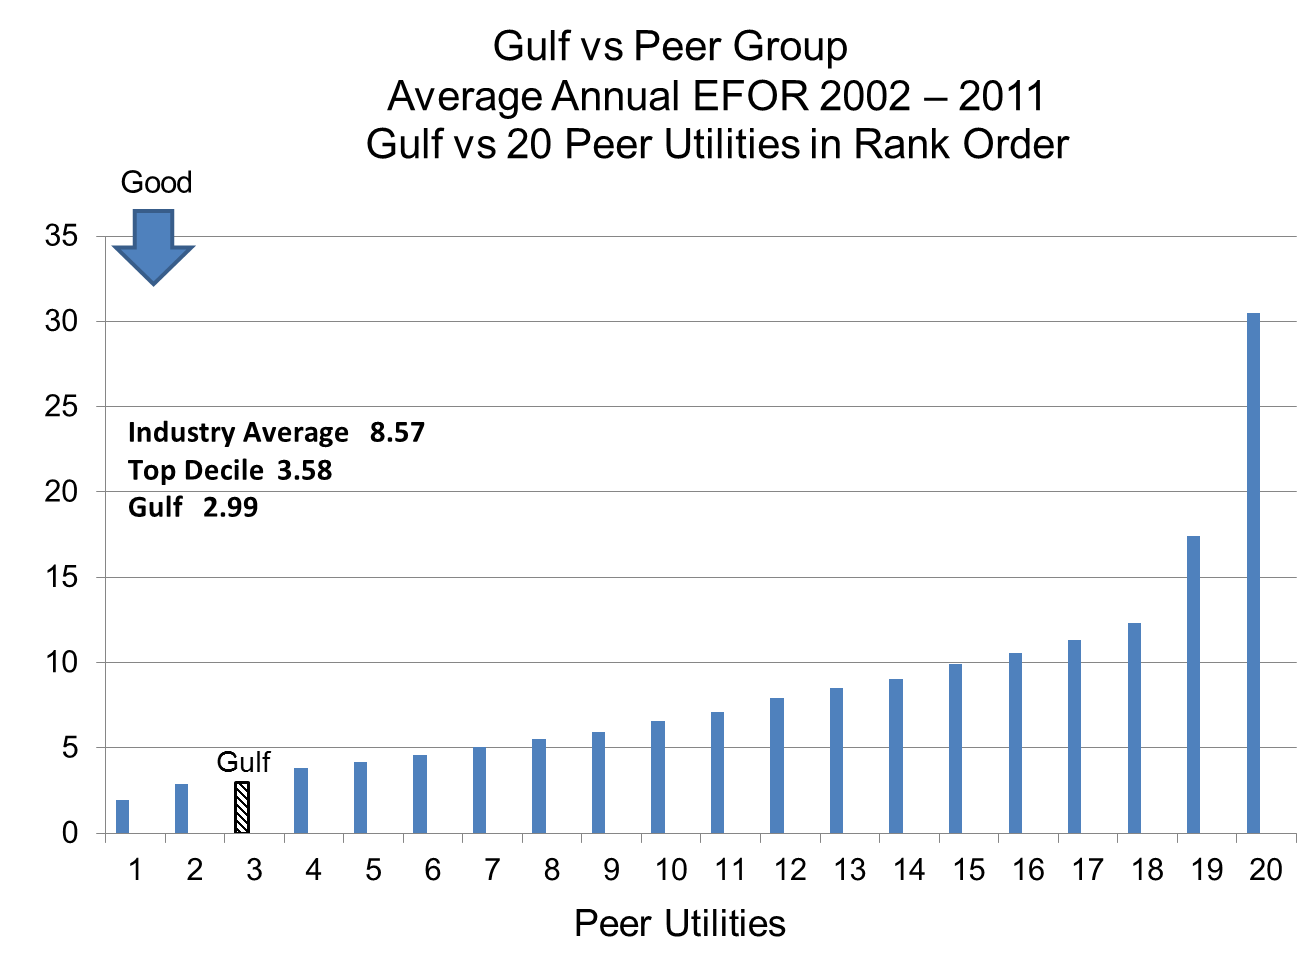 Gulf vs Peer Group
Average Annual EFOR 2002 – 2011
Gulf vs 20 Peer Utilities in Rank Order
Good
35
30
25
Industry Average 8.57
Top Decile 3.58
20
Gulf 2.99
15
10
5
Gulf
0
1 2 3 4 5 6 7 8 9 10 11 12 13 14 15 16 17 18 19 20
Peer Utilities